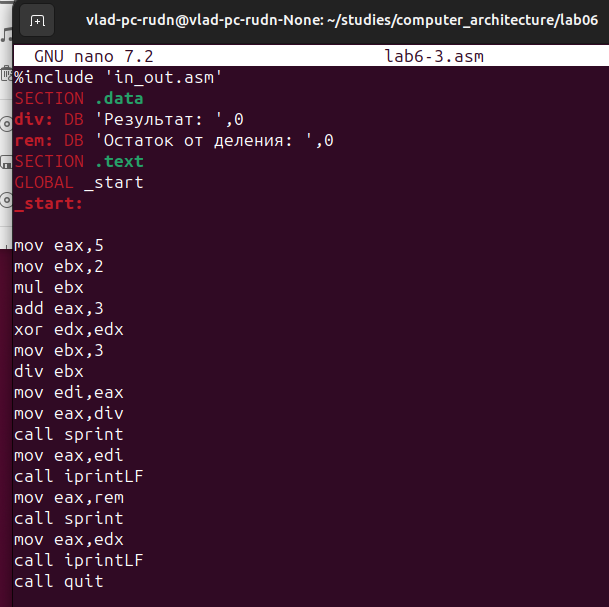 vlad-pc-rudn@vlad-pc-rudn-None: ~/studies/computer_architecture/lab06
GNU nano 7.2 lab6-3.asm
%include 'in_out.asm'
SECTION .data
div: DB 'Результат: ',0
rem: DB 'Остаток от деления: ',0
SECTION .text
GLOBAL _start
_start:
mov eax,5
mov ebx,2
mul ebx
add eax,3
xor edx,edx
mov ebx,3
div ebx
mov edi,eax
mov eax,div
call sprint
mov eax,edi
call iprintLF
mov eax,rem
call sprint
mov eax,edx
call iprintLF
call quit